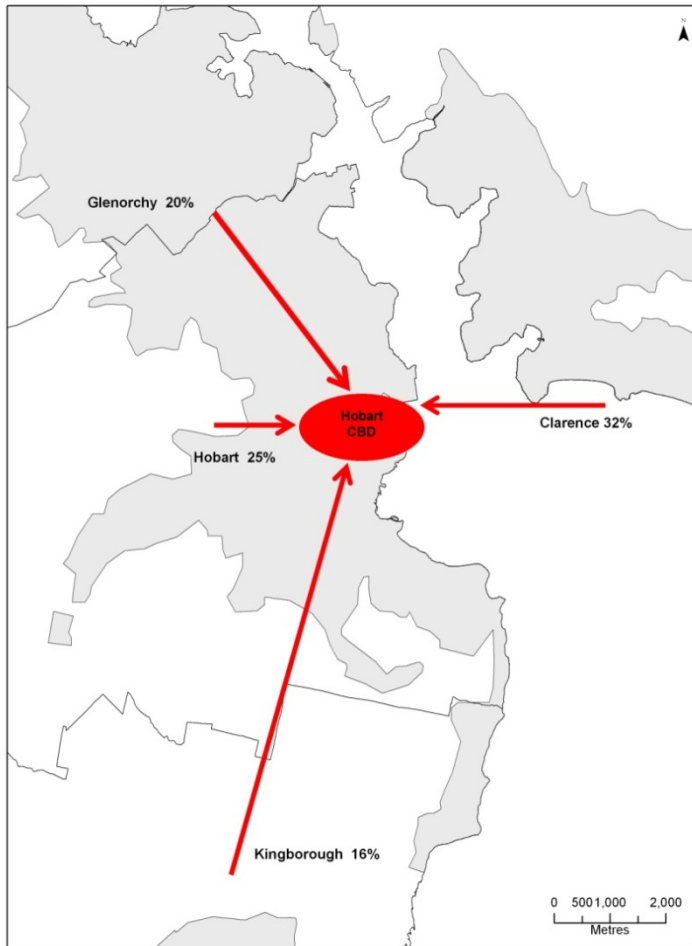 N
Glenorchy 20%
Hobart
CBD
Clarence 32%
Hobart 25%
Kingborough 16%
0 500 1,000 2,000
Metres